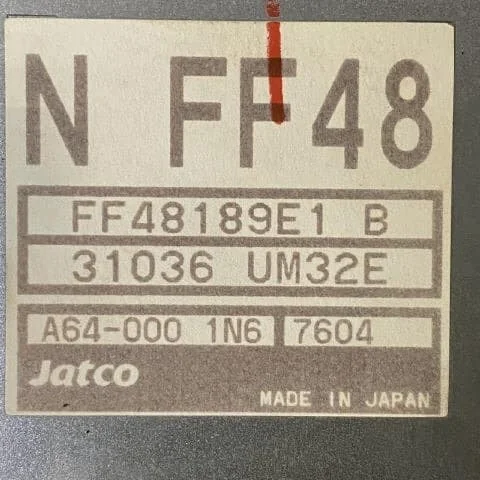 N FF48
FF48189E1 B
31036 UM32E
A64-000 1N6 7604
Jatco
MADE IN JAPAN